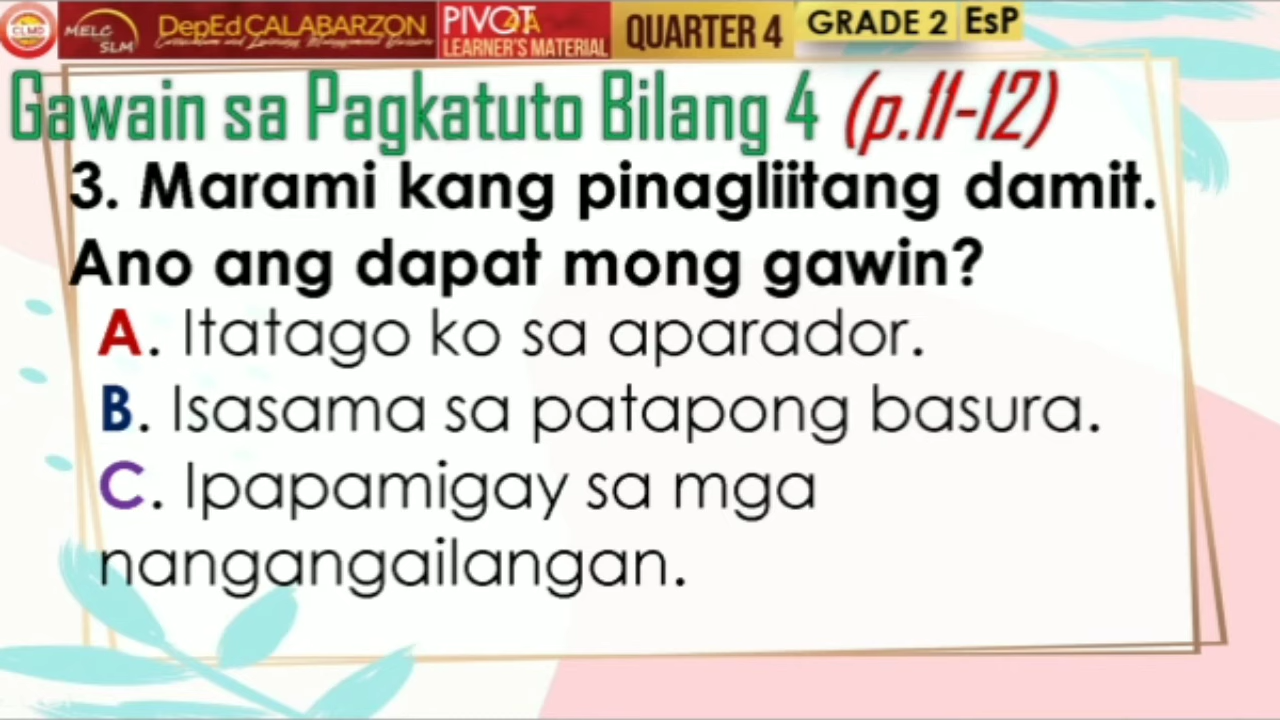 CLMD MELC SLM DepEd CALABARZON PIVOT 4A LEARNER'S MATERIAL QUARTER 4 GRADE 2 EsP
Gawain sa Pagkatuto Bilang 4 (p.11-12)
3. Marami kang pinagliitang damit.
Ano ang dapat mong gawin?
A. Itatago ko sa aparador.
B. Isasama sa patapong basura.
C. Ipapamigay sa mga
nangangailangan.